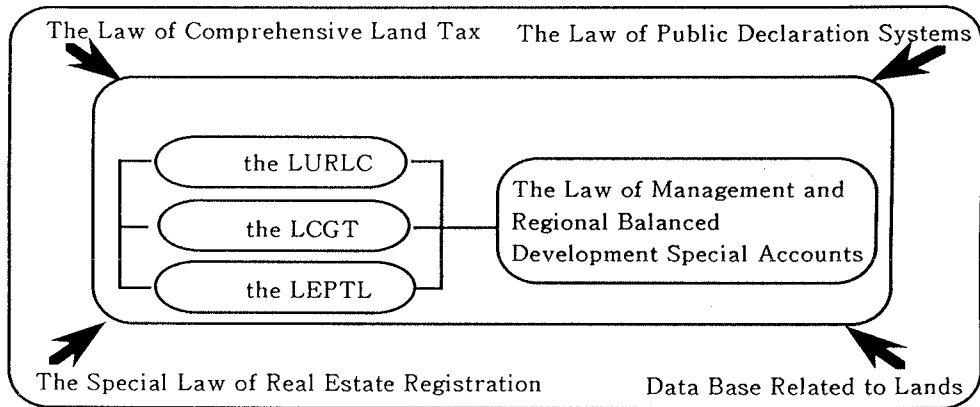 The Law of Comprehensive Land Tax
The Law of Public Declaration Systems
the LURLC
the LCGT
the LEPTL
The Law of Management and
Regional Balanced
Development Special Accounts
The Special Law of Real Estate Registration
Data Base Related to Lands